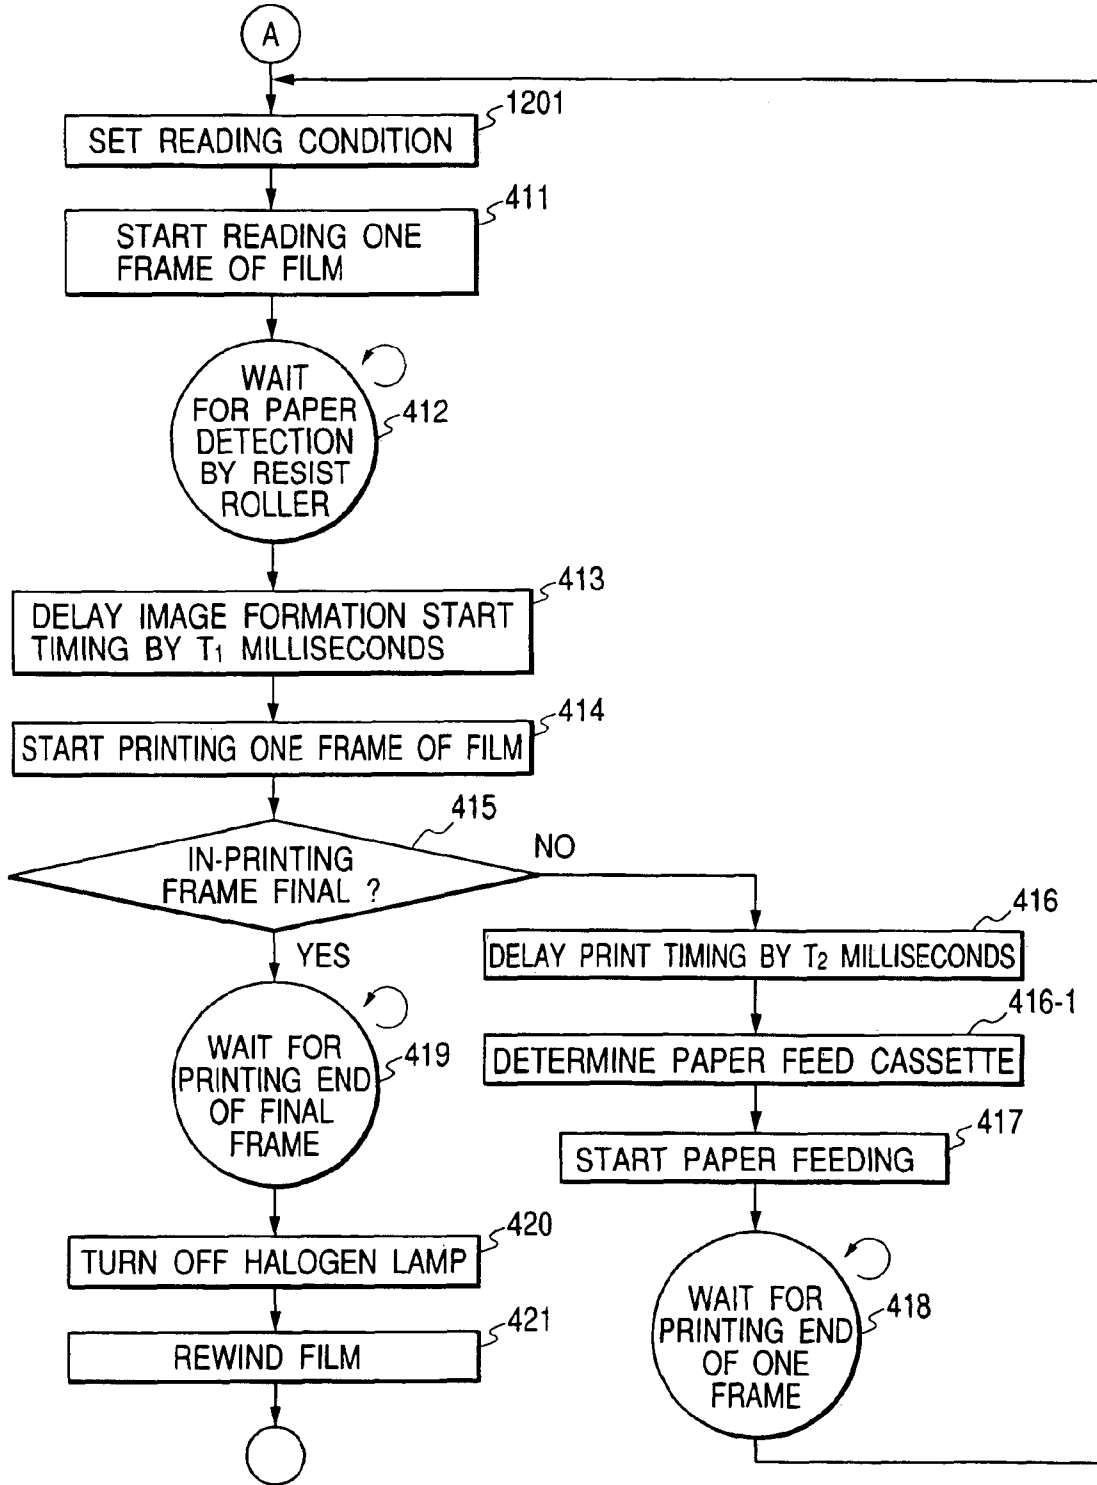 A
1201
SET READING CONDITION
411
START READING ONE
FRAME OF FILM
WAIT
FOR PAPER
DETECTION
BY RESIST
ROLLER
412
413
DELAY IMAGE FORMATION START
TIMING BY T1 MILLISECONDS
414
START PRINTING ONE FRAME OF FILM
415
IN-PRINTING
FRAME FINAL ?
NO
YES
416
DELAY PRINT TIMING BY T2 MILLISECONDS
416-1
DETERMINE PAPER FEED CASSETTE
417
START PAPER FEEDING
WAIT FOR
PRINTING END
OF ONE
FRAME
418
WAIT FOR
PRINTING END
OF FINAL
FRAME
419
420
TURN OFF HALOGEN LAMP
421
REWIND FILM